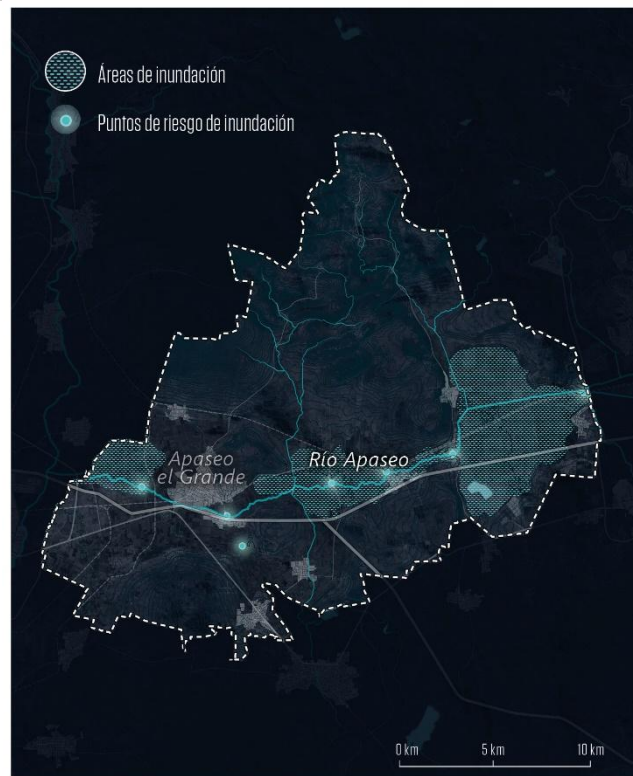 Áreas de inundación
Puntos de riesgo de inundación
Apaseo
el Grande
Río Apaseo
0 km
5 km
10 km